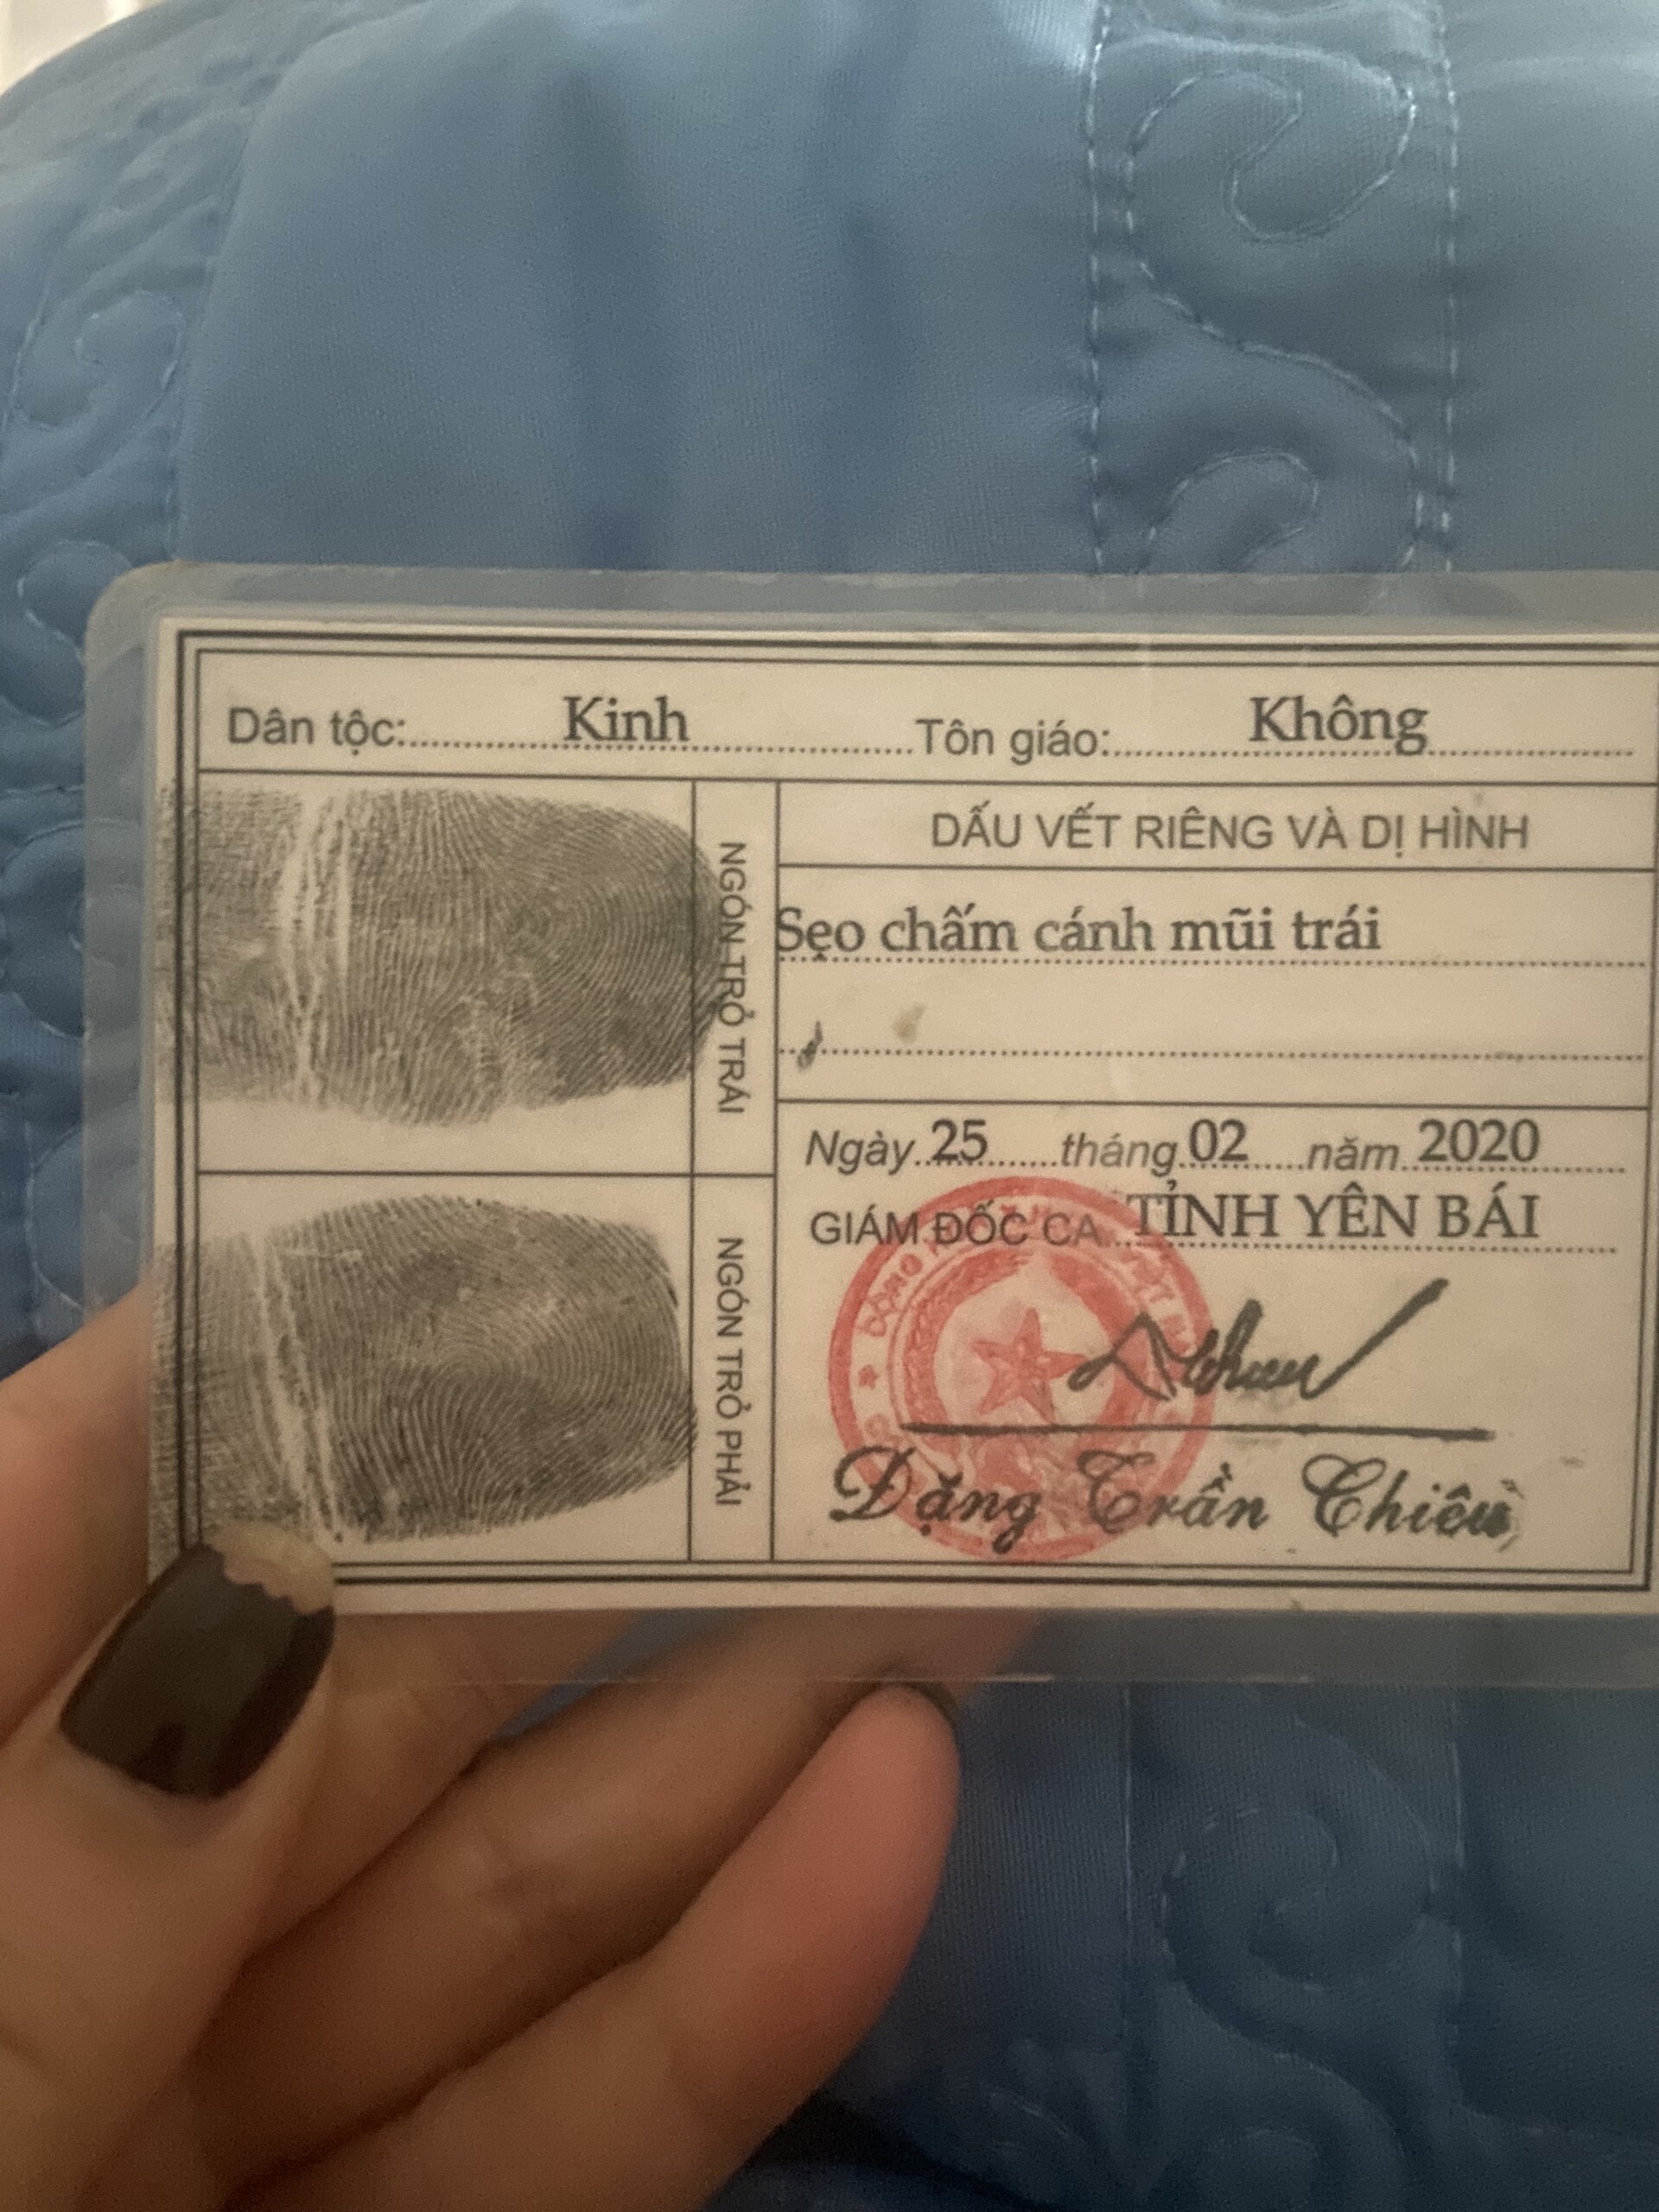 Dân tộc: Kinh Tôn giáo: Không
NGÓN TRỎ TRÁI
DẤU VẾT RIÊNG VÀ DỊ HÌNH
Sẹo chấm cánh mũi trái
Ngày 25 tháng 02 năm 2020
GIÁM ĐỐC CA TỈNH YÊN BÁI
NGÓN TRỎ PHẢI
Đặng Trần Chiêu